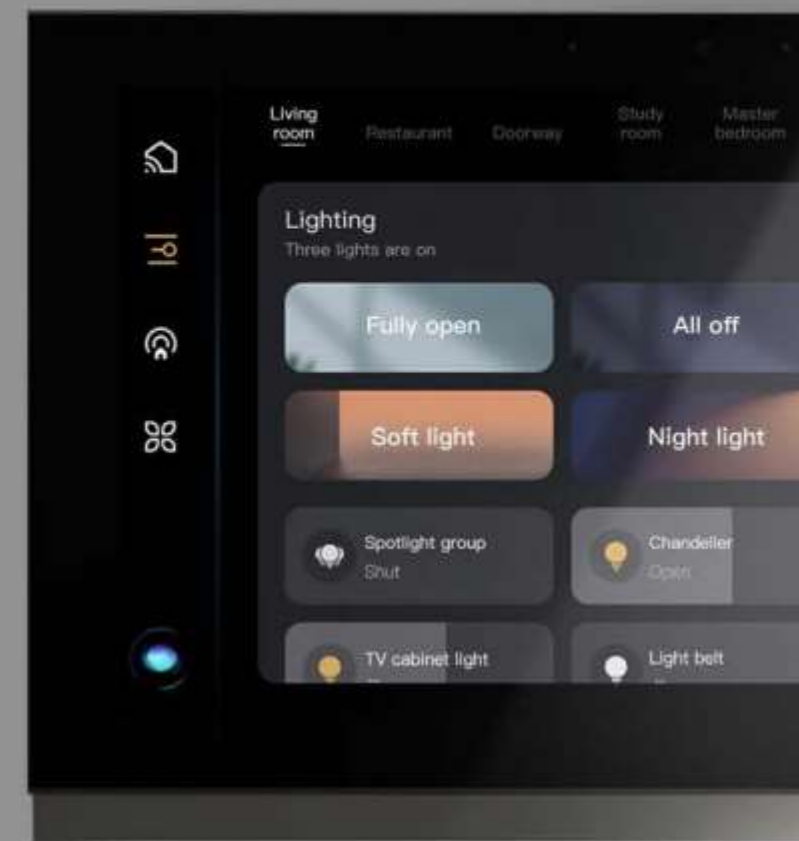 Living
room
Restaurant
Doorway
Study
room
Master
bedroom
Lighting
Three lights are on
Fully open
All off
Soft light
Night light
Spotlight group
Shut
Chandelier
Open
TV cabinet light
Light belt